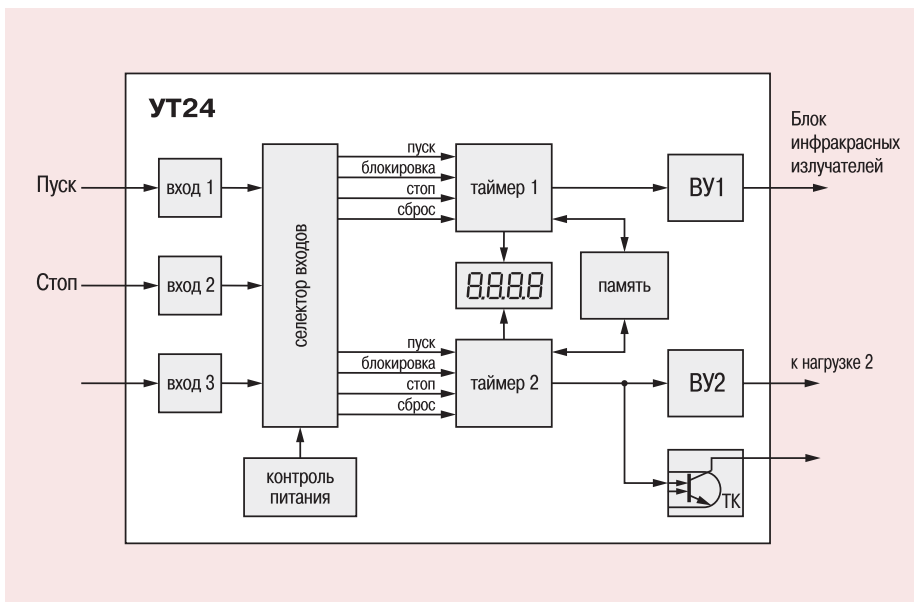 УТ24
Пуск
вход 1
Стоп
вход 2
вход 3
селектор входов
контроль
питания
пуск
блокировка
стоп
сброс
таймер 1
8.8.8.8
пуск
блокировка
стоп
сброс
таймер 2
память
ВУ1
ВУ2
ТК
Блок
инфракрасных
излучателей
к нагрузке 2